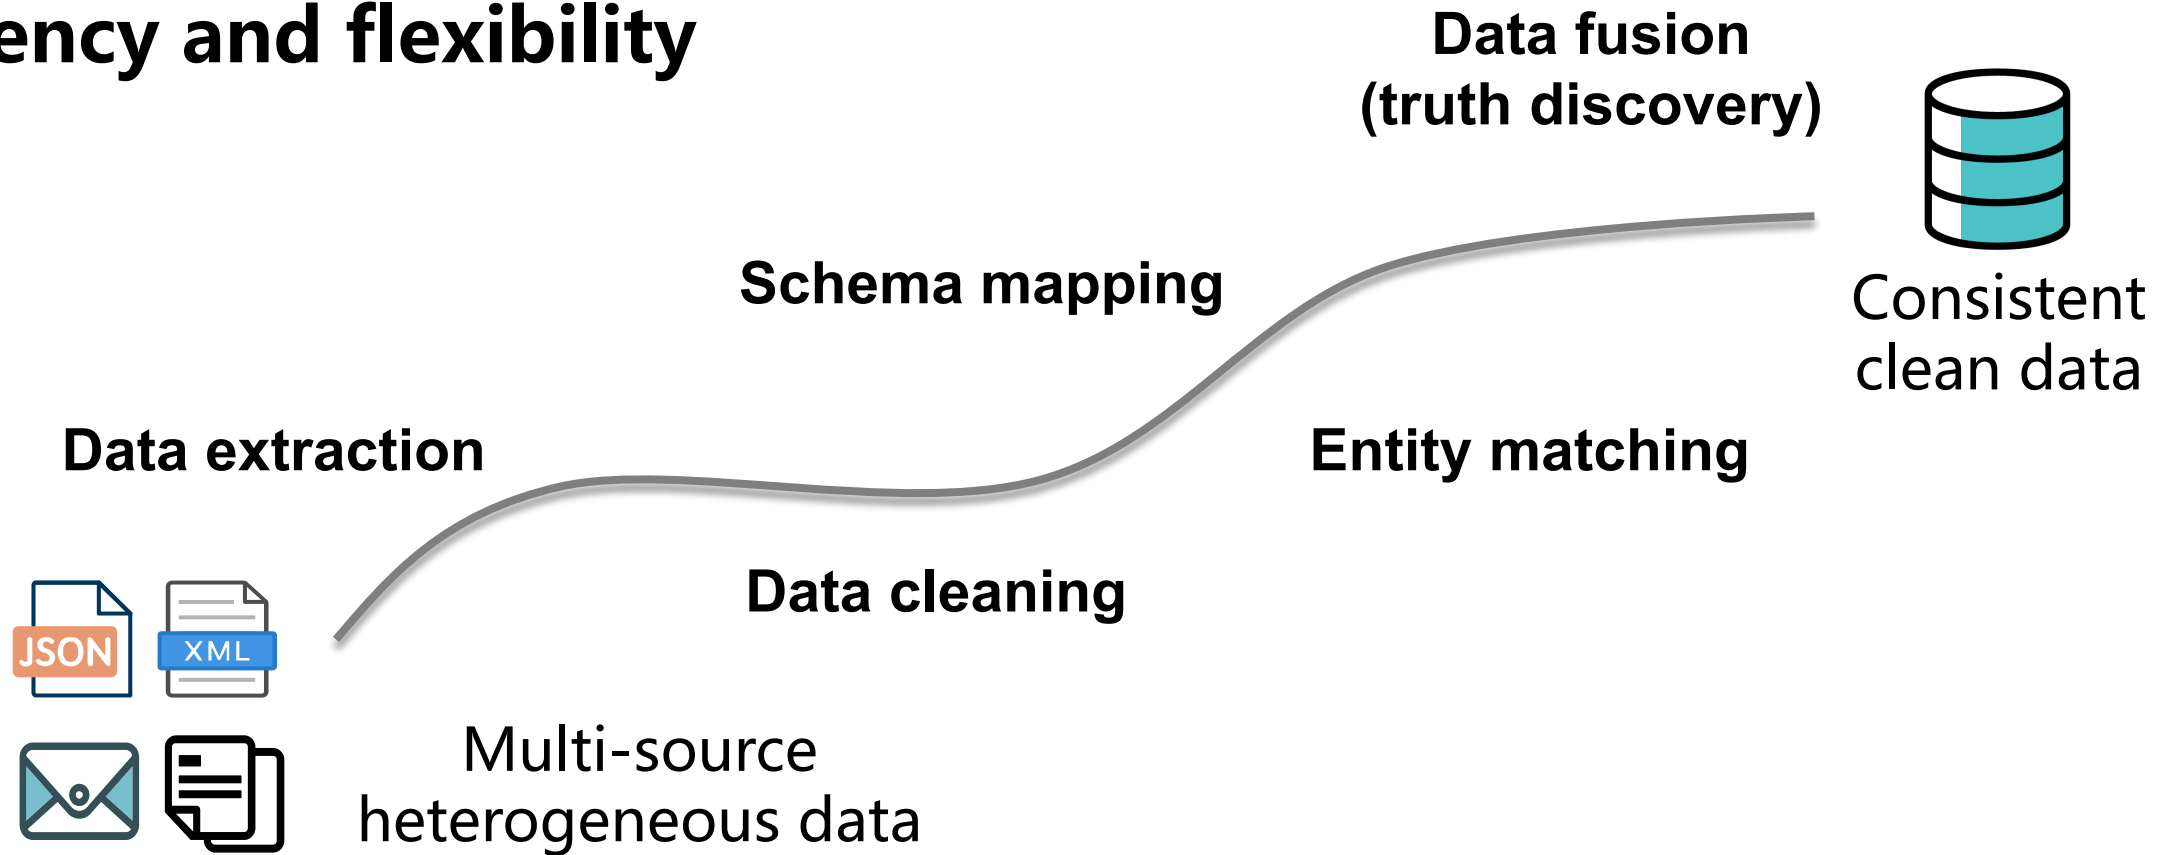 ency and flexibility
Data fusion
(truth discovery)
Schema mapping
Consistent
clean data
Data extraction
Entity matching
Data cleaning
JSON
XML
Multi-source
heterogeneous data